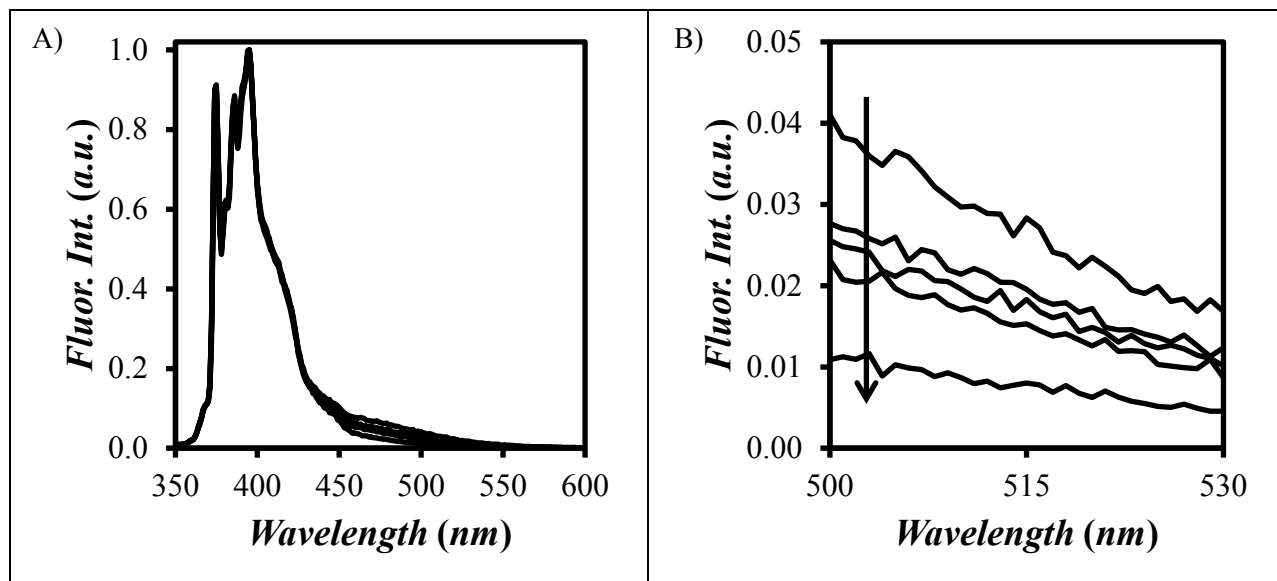 A)
Fluor. Int. (a.u.)
1.0
0.8
0.6
0.4
0.2
0.0
350 400 450 500 550 600
Wavelength (nm)
B)
Fluor. Int. (a.u.)
0.05
0.04
0.03
0.02
0.01
0.00
500 515 530
Wavelength (nm)